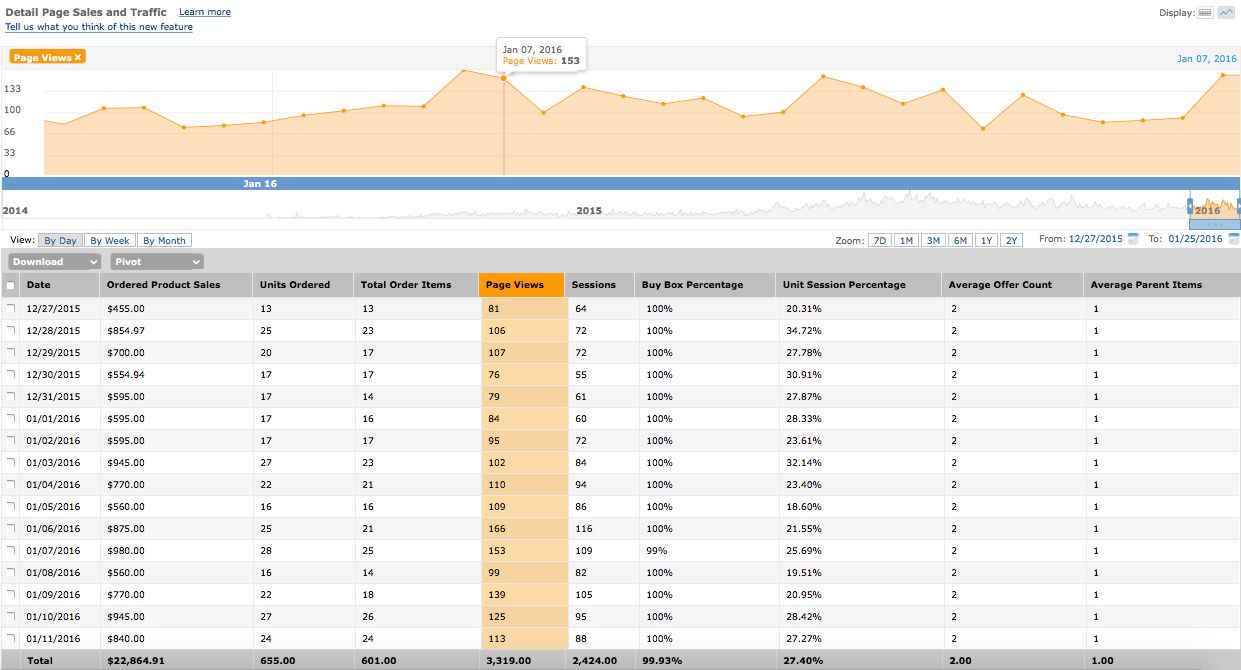 Detail Page Sales and Traffic Learn more Display:
Tell us what you think of this new feature
Page Views x Jan 07, 2016
Jan 07, 2016
Page Views: 153
133
100
66
33
0
Jan 16
2014 2015 2016
View: By Day By Week By Month Zoom: 7D 1M 3M 6M 1Y 2Y From: 12/27/2015 To: 01/25/2016
Download Pivot
Date Ordered Product Sales Units Ordered Total Order Items Page Views Sessions Buy Box Percentage Unit Session Percentage Average Offer Count Average Parent Items
12/27/2015 $455.00 13 13 81 64 100% 20.31% 2 1
12/28/2015 $854.97 25 23 106 72 100% 34.72% 2 1
12/29/2015 $700.00 20 17 107 72 100% 27.78% 2 1
12/30/2015 $554.94 17 17 76 55 100% 30.91% 2 1
12/31/2015 $595.00 17 14 79 61 100% 27.87% 2 1
01/01/2016 $595.00 17 16 84 60 100% 28.33% 2 1
01/02/2016 $595.00 17 17 95 72 100% 23.61% 2 1
01/03/2016 $945.00 27 23 102 84 100% 32.14% 2 1
01/04/2016 $770.00 22 21 110 94 100% 23.40% 2 1
01/05/2016 $560.00 16 16 109 86 100% 18.60% 2 1
01/06/2016 $875.00 25 21 166 116 100% 21.55% 2 1
01/07/2016 $980.00 28 25 153 109 99% 25.69% 2 1
01/08/2016 $560.00 16 14 99 82 100% 19.51% 2 1
01/09/2016 $770.00 22 18 139 105 100% 20.95% 2 1
01/10/2016 $945.00 27 26 125 95 100% 28.42% 2 1
01/11/2016 $840.00 24 24 113 88 100% 27.27% 2 1
Total $22,864.91 655.00 601.00 3,319.00 2,424.00 99.93% 27.40% 2.00 1.00